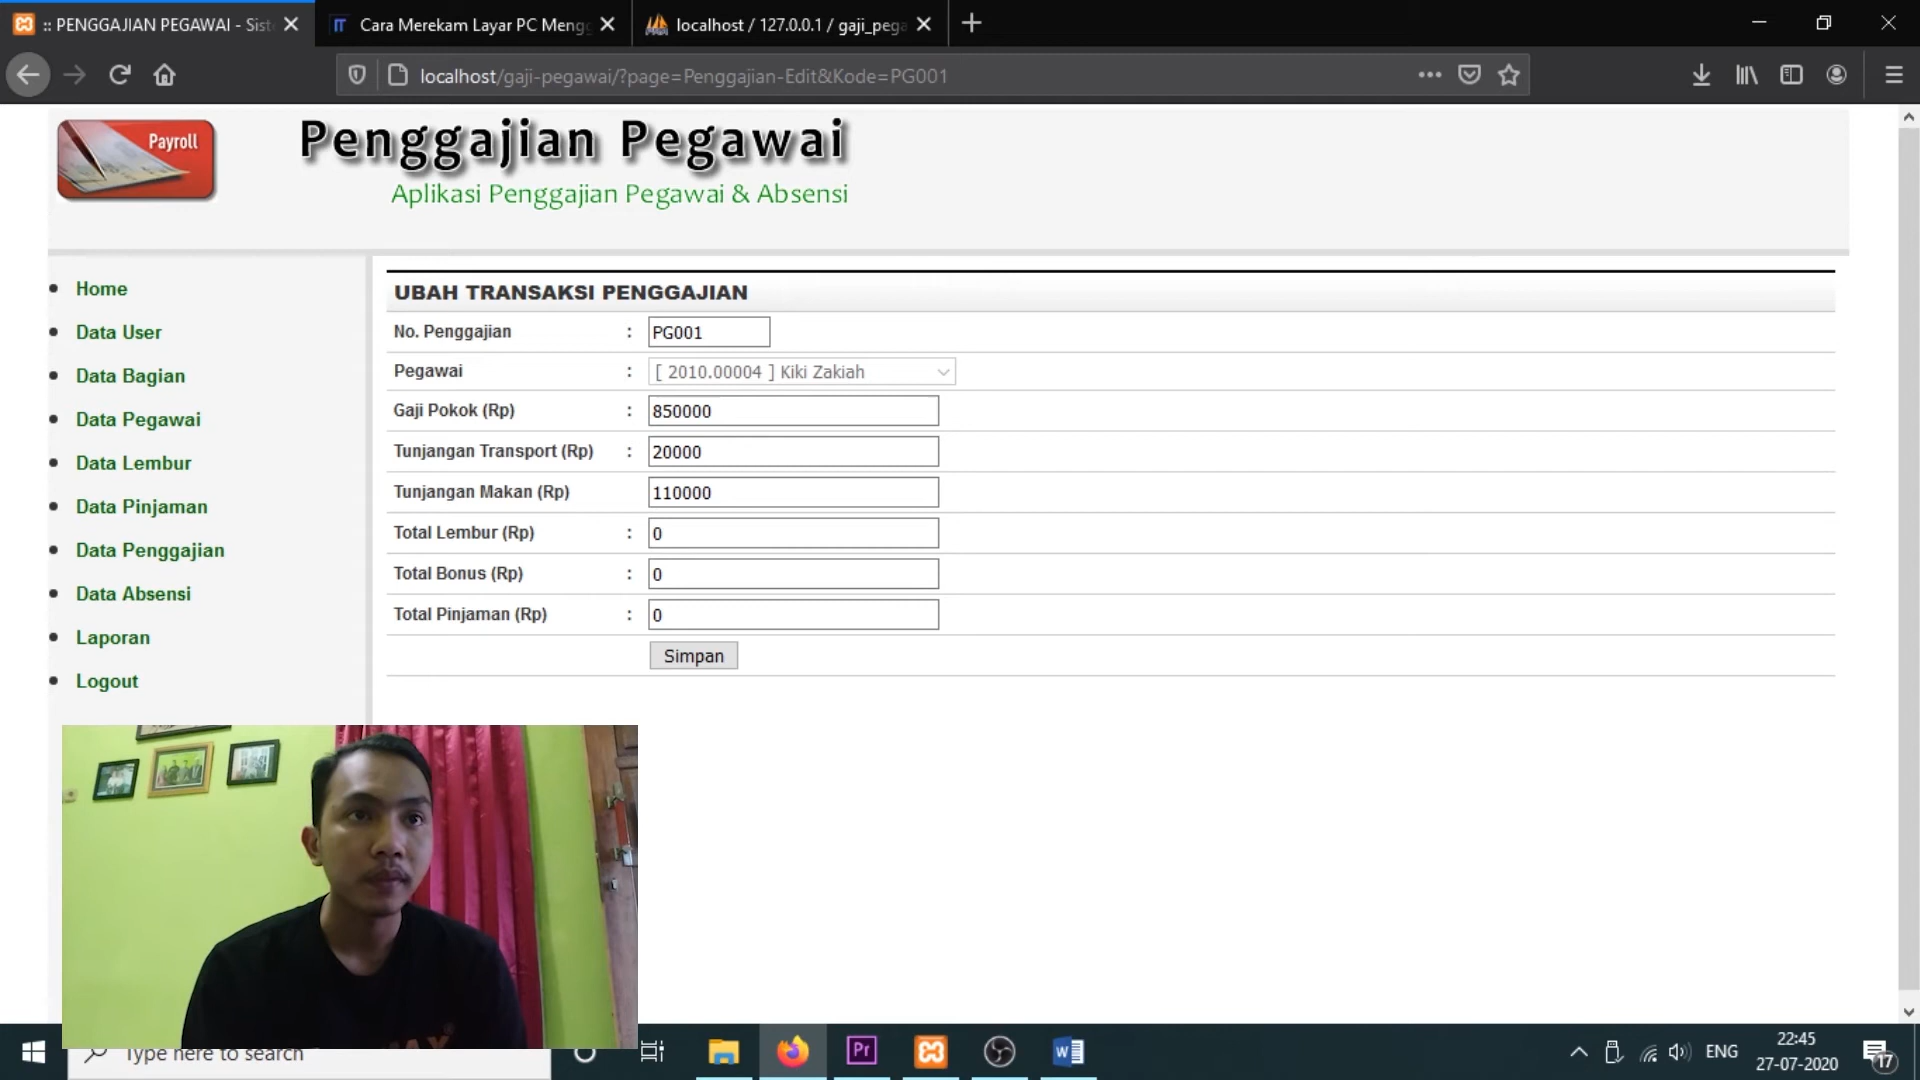 :: PENGGAJIAN PEGAWAI - Sist
Cara Merekam Layar PC Meng
localhost / 127.0.0.1 / gaji_peg
localhost/gaji-pegawai/?page=Penggajian-Edit&Kode=PG001
Payroll
Penggajian Pegawai
Aplikasi Penggajian Pegawai & Absensi
Home
Data User
Data Bagian
Data Pegawai
Data Lembur
Data Pinjaman
Data Penggajian
Data Absensi
Laporan
Logout
UBAH TRANSAKSI PENGGAJIAN
No. Penggajian : PG001
Pegawai : [ 2010.00004 ] Kiki Zakiah
Gaji Pokok (Rp) : 850000
Tunjangan Transport (Rp) : 20000
Tunjangan Makan (Rp) : 110000
Total Lembur (Rp) : 0
Total Bonus (Rp) : 0
Total Pinjaman (Rp) : 0
Simpan
Type here to search
Pr
ENG
22:45
27-07-2020
17